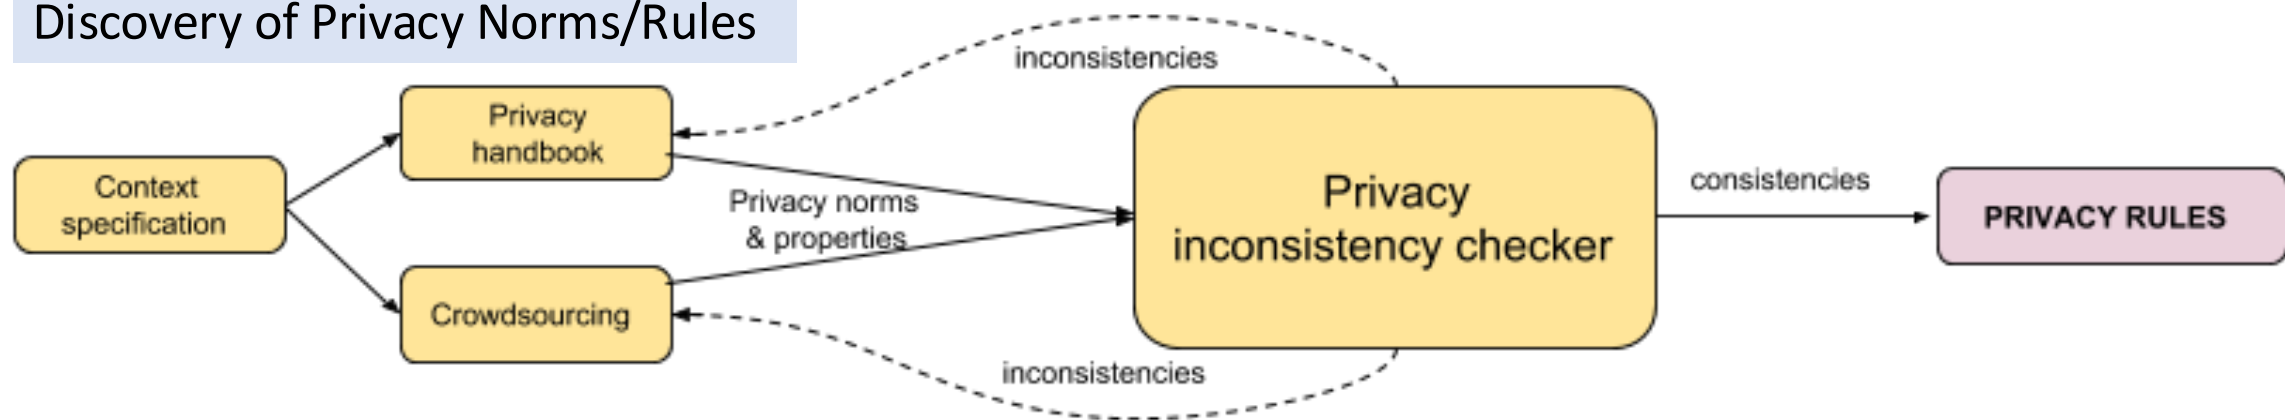 Discovery of Privacy Norms/Rules
inconsistencies
Privacy
handbook
Context
specification
Privacy norms
& properties
Crowdsourcing
Privacy
inconsistency checker
consistencies
PRIVACY RULES
inconsistencies